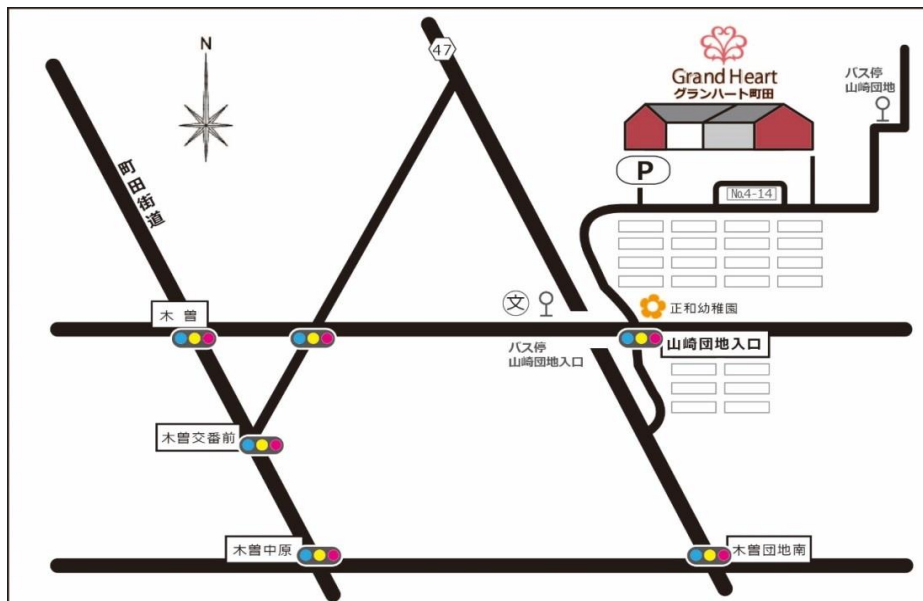 N
47
Grand Heart
グランハート町田
バス停
山崎団地
P
No.4-14
町田街道
木曽
文
正和幼稚園
バス停
山崎団地入口
山崎団地入口
木曽交番前
木曽中原
木曽団地南